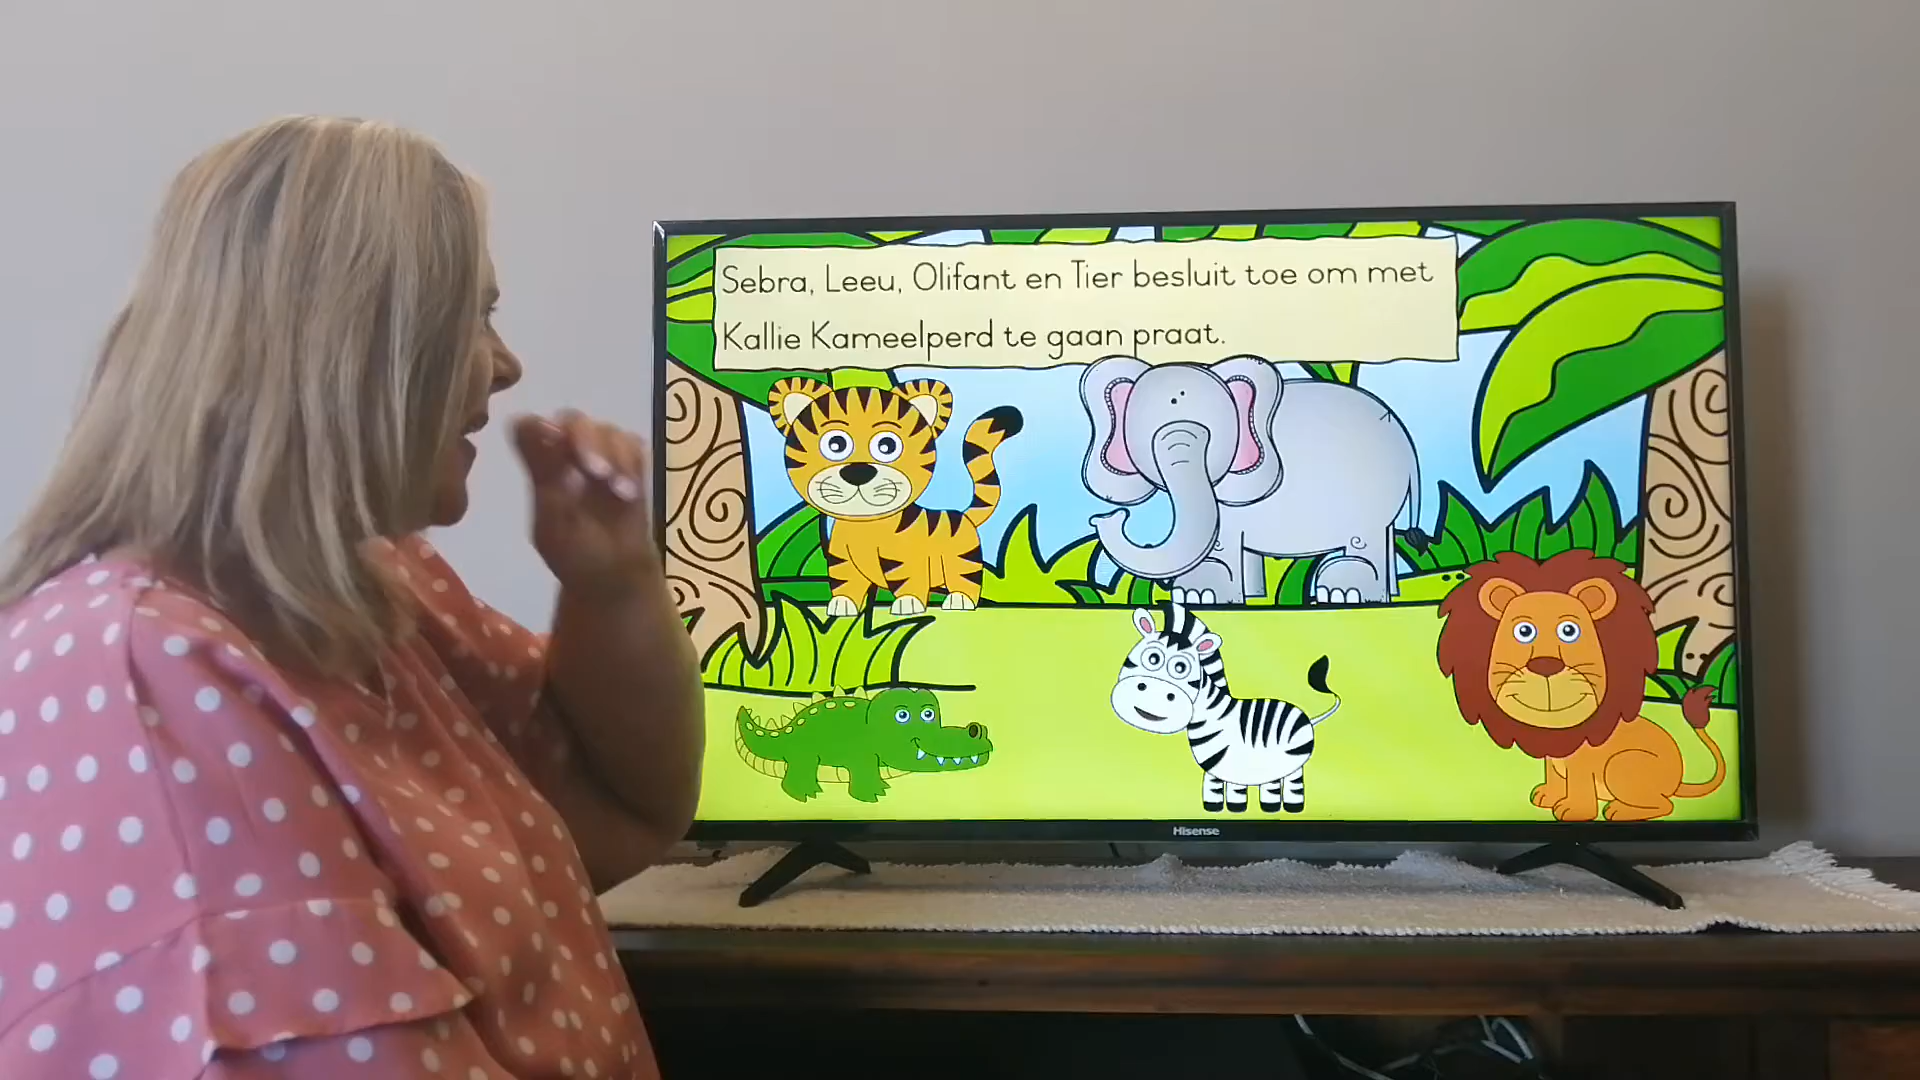 Sebra, Leeu, Olifant en Tier besluit toe om met
Kallie Kameelperd te gaan praat.
Hisense